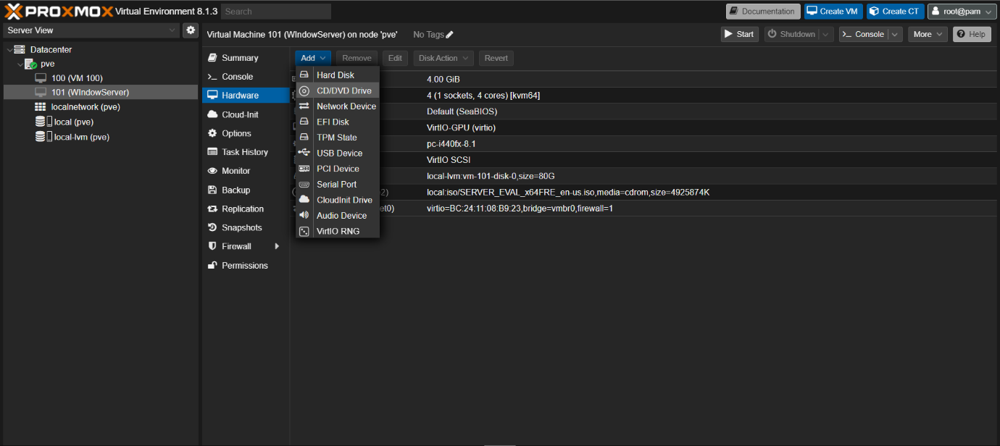 PROXMOX Virtual Environment 8.1.3 Search Documentation Create VM Create CT root@pam
Server View
Virtual Machine 101 (WIndowServer) on node 'pve' No Tags Start Shutdown Console More Help
Datacenter
pve
100 (VM 100)
101 (WIndowServer)
localnetwork (pve)
local (pve)
local-lvm (pve)
Summary
Console
Hardware
Cloud-Init
Options
Task History
Monitor
Backup
Replication
Snapshots
Firewall
Permissions
Add Remove Edit Disk Action Revert
Hard Disk
CD/DVD Drive
Network Device
EFI Disk
TPM State
USB Device
PCI Device
Serial Port
CloudInit Drive
Audio Device
VirtIO RNG
4.00 GiB
4 (1 sockets, 4 cores) [kvm64]
Default (SeaBIOS)
VirtIO-GPU (virtio)
pc-i440fx-8.1
VirtIO SCSI
local-lvm:vm-101-disk-0,size=80G
2) local:iso/SERVER_EVAL_x64FRE_en-us.iso,media=cdrom,size=4925874K
et0) virtio=BC:24:11:08:B9:23,bridge=vmbr0,firewall=1